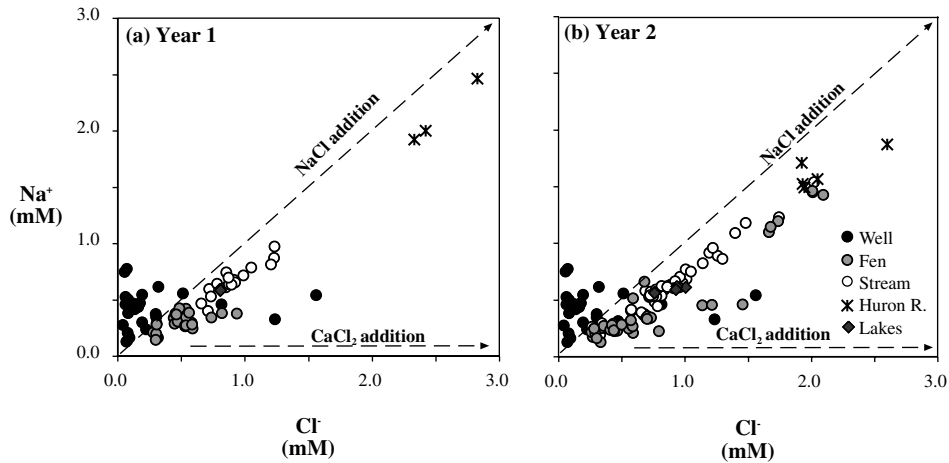 (a) Year 1
(b) Year 2
3.0
2.0
1.0
0.0
Na⁺
(mM)
NaCl addition
NaCl addition
CaCl₂ addition
CaCl₂ addition
Well
Fen
Stream
Huron R.
Lakes
0.0 1.0 2.0 3.0
0.0 1.0 2.0 3.0
Cl⁻
(mM)
Cl⁻
(mM)